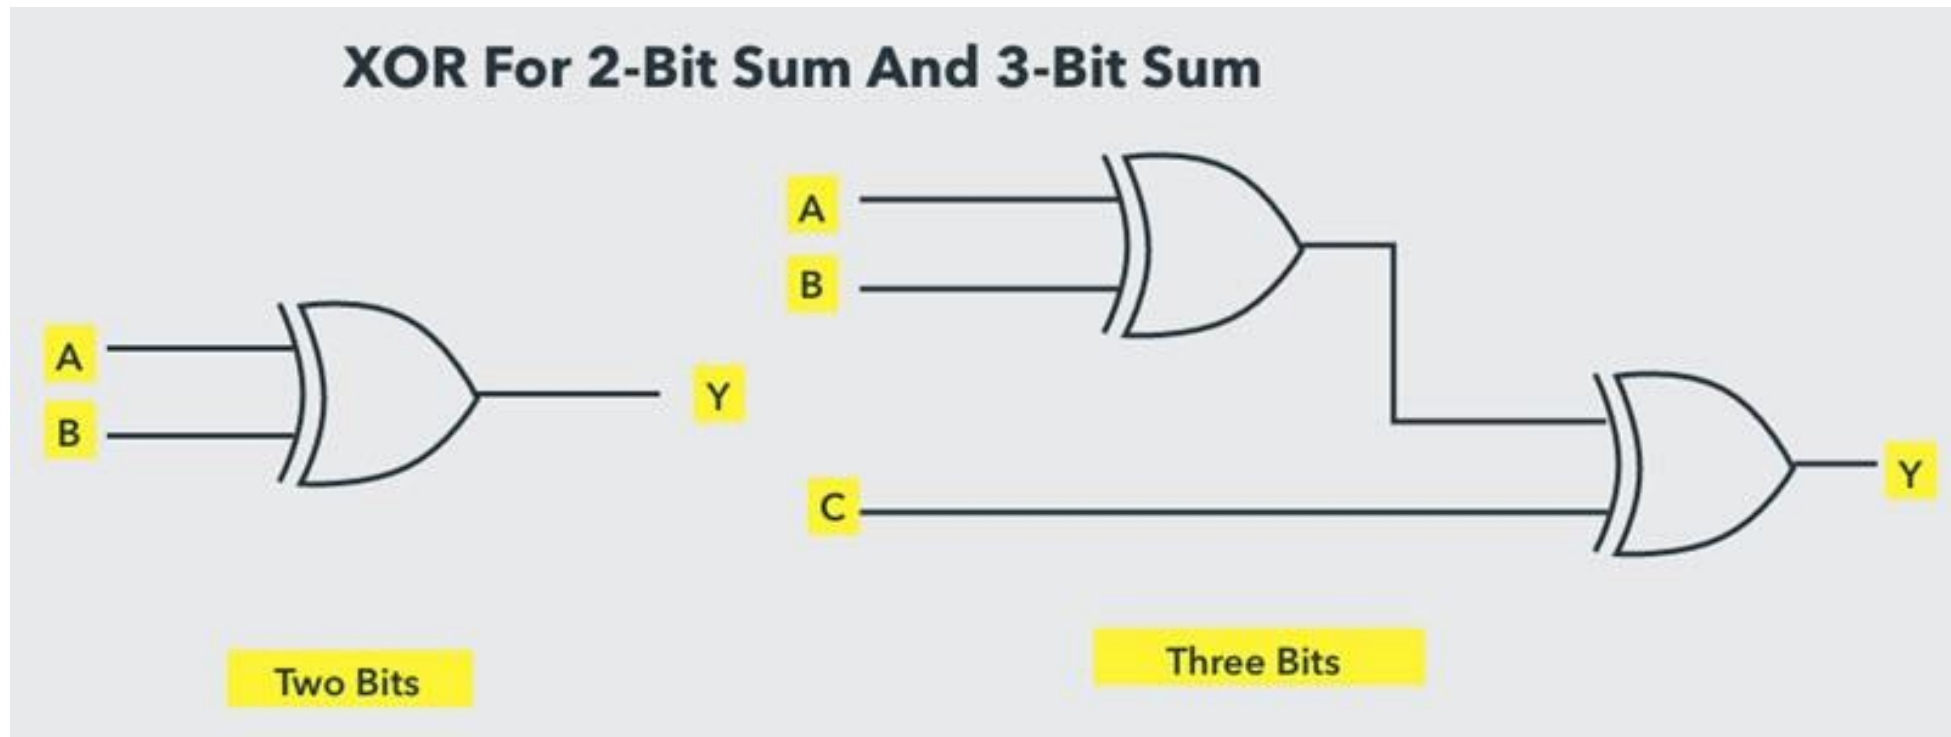 XOR For 2-Bit Sum And 3-Bit Sum
A
B
Y
Two Bits
A
B
C
Y
Three Bits